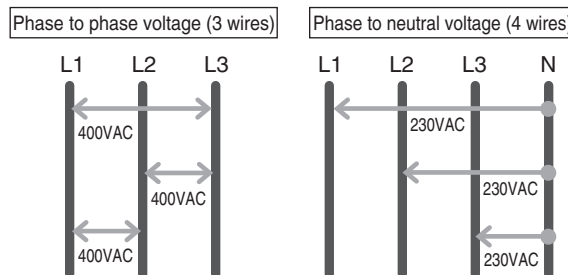 Phase to phase voltage (3 wires)
L1 L2 L3
400VAC
400VAC
400VAC
Phase to neutral voltage (4 wires)
L1 L2 L3 N
230VAC
230VAC
230VAC